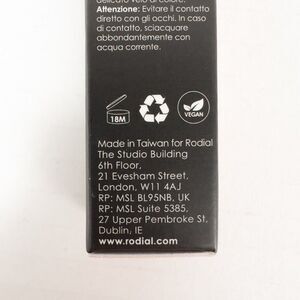 delicato velo di colore.
Attenzione: Evitare il contatto
diretto con gli occhi. In caso
di contatto, sciacquare
abbondantemente con
acqua corrente.
18M
VEGAN
Made in Taiwan for Rodial
The Studio Building
6th Floor,
21 Evesham Street,
London, W11 4AJ
RP: MSL BL95NB, UK
RP: MSL Suite 5385,
27 Upper Pembroke St,
Dublin, IE
www.rodial.com